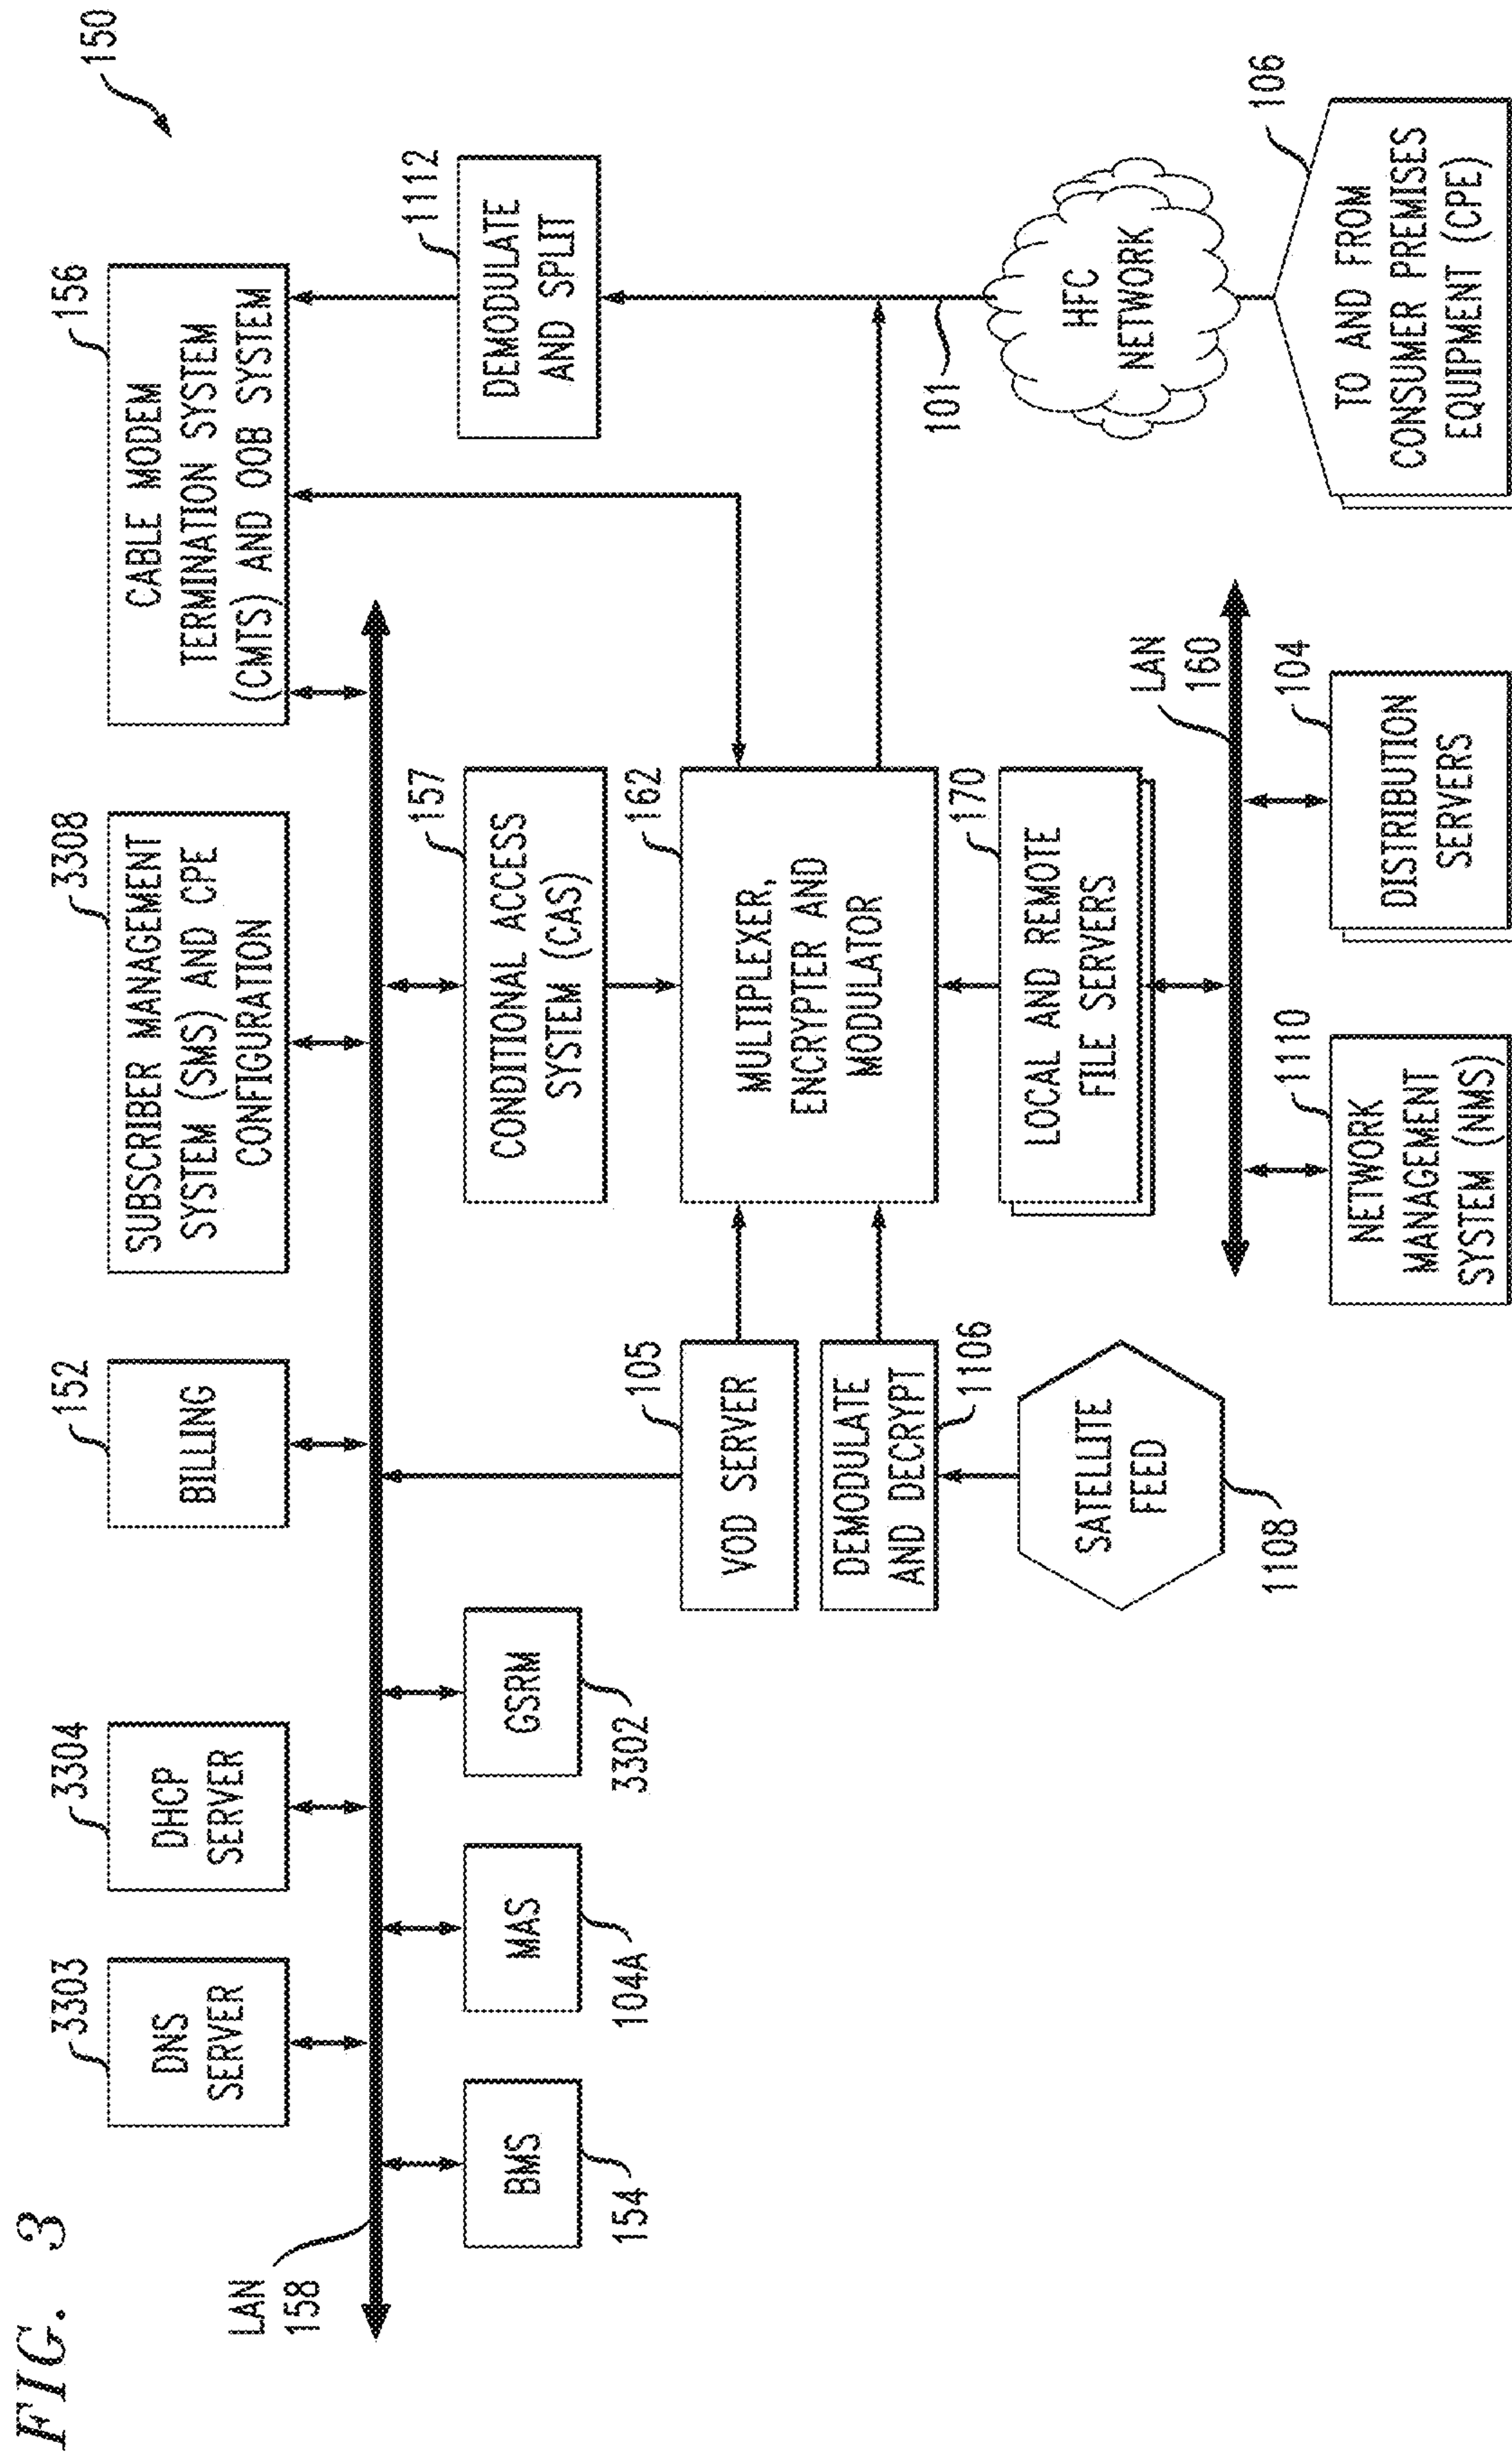 FIG. 3
150
3303
DNS
SERVER
3304
DHCP
SERVER
152
BILLING
3308
SUBSCRIBER MANAGEMENT
SYSTEM (SMS) AND CPE
CONFIGURATION
156
CABLE MODEM
TERMINATION SYSTEM
(CMTS) AND OOB SYSTEM
LAN
158
BMS
154
MAS
104A
GSRM
3302
157
CONDITIONAL ACCESS
SYSTEM (CAS)
1112
DEMODULATE
AND SPLIT
105
VOD SERVER
162
MULTIPLEXER,
ENCRYPTER AND
MODULATOR
DEMODULATE
AND DECRYPT
1106
101
170
LOCAL AND REMOTE
FILE SERVERS
SATELLITE
FEED
1108
HFC
NETWORK
LAN
160
1110
NETWORK
MANAGEMENT
SYSTEM (NMS)
104
DISTRIBUTION
SERVERS
106
TO AND FROM
CONSUMER PREMISES
EQUIPMENT (CPE)